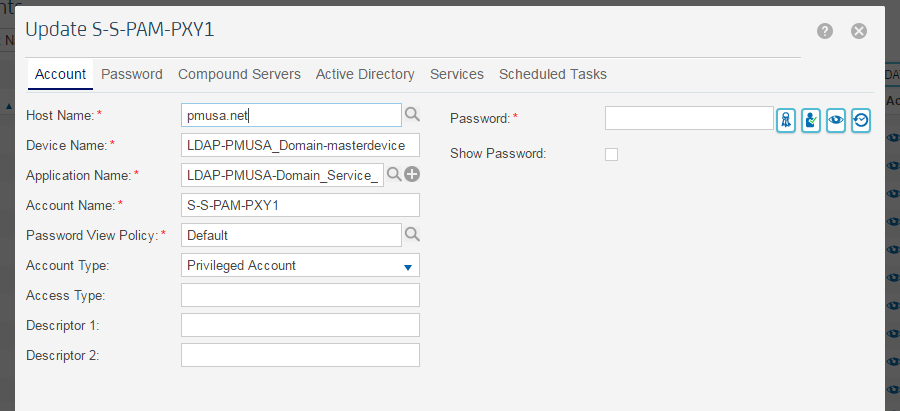 Update S-S-PAM-PXY1
Account Password Compound Servers Active Directory Services Scheduled Tasks
Host Name: * pmusa.net
Password: *
Device Name: * LDAP-PMUSA_Domain-masterdevice
Show Password:
Application Name: * LDAP-PMUSA-Domain_Service_
Account Name: * S-S-PAM-PXY1
Password View Policy: * Default
Account Type: Privileged Account
Access Type:
Descriptor 1:
Descriptor 2: